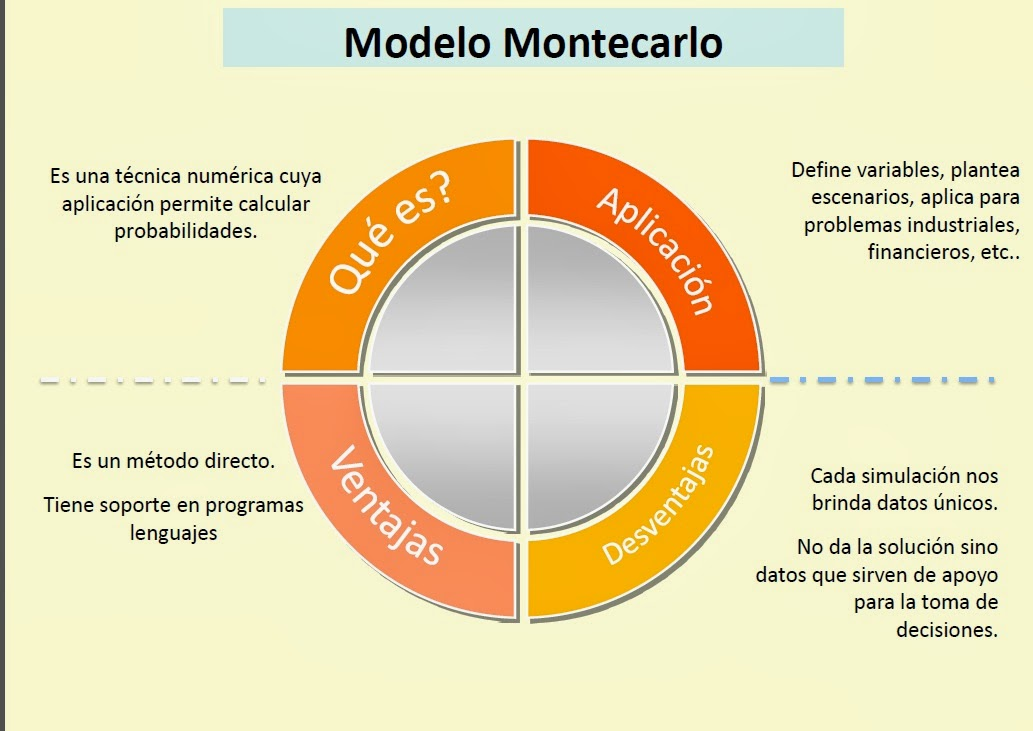 Modelo Montecarlo
Qué es?
Es una técnica numérica cuya
aplicación permite calcular
probabilidades.
Aplicación
Define variables, plantea
escenarios, aplica para
problemas industriales,
financieros, etc..
Ventajas
Es un método directo.
Tiene soporte en programas
lenguajes
Desventajas
Cada simulación nos
brinda datos únicos.
No da la solución sino
datos que sirven de apoyo
para la toma de
decisiones.